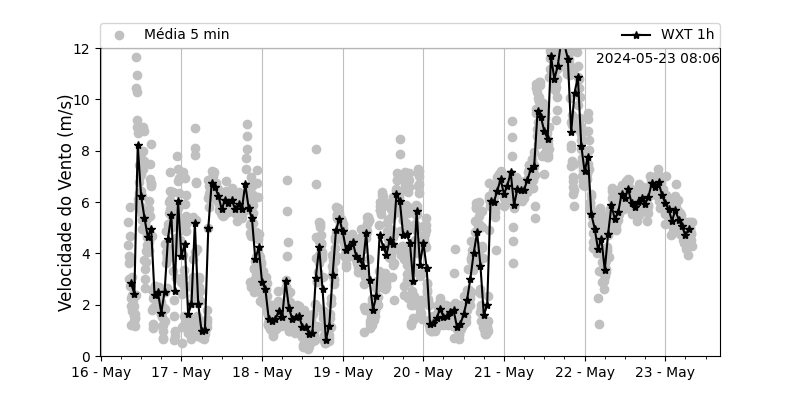 Média 5 min
WXT 1h
2024-05-23 08:06
Velocidade do Vento (m/s)
12
10
8
6
4
2
0
16 - May
17 - May
18 - May
19 - May
20 - May
21 - May
22 - May
23 - May